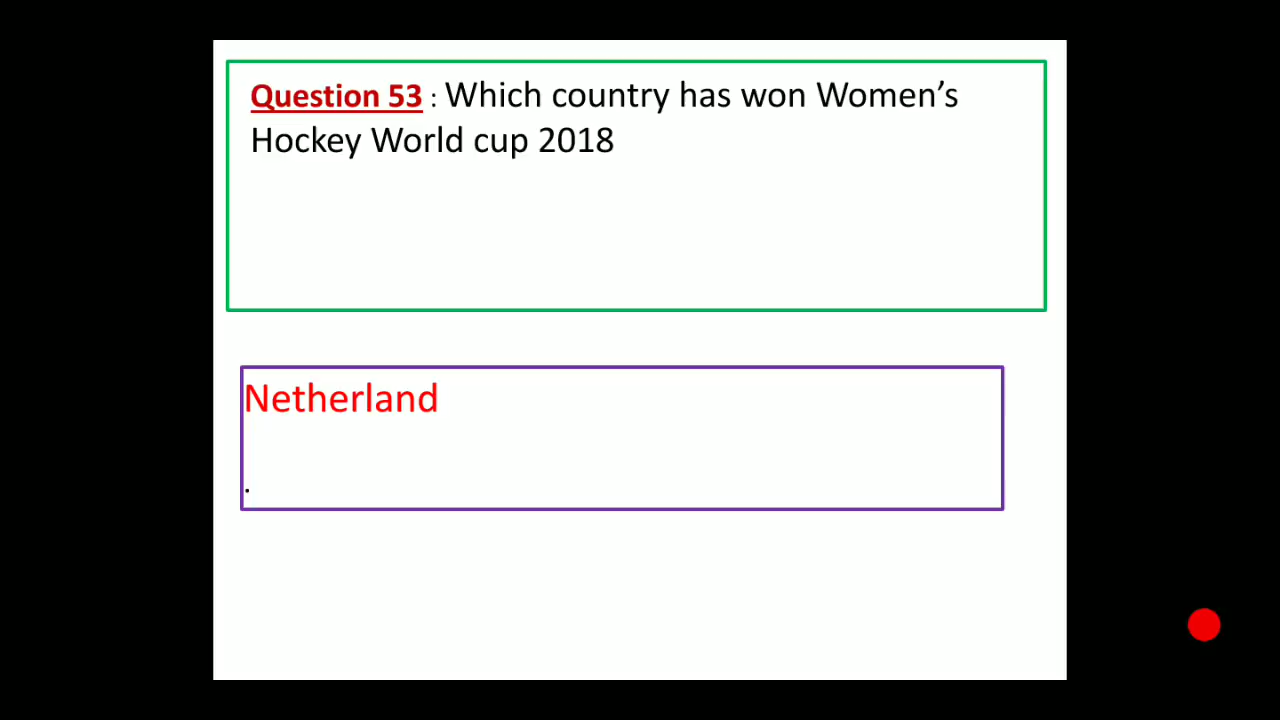 Question 53 : Which country has won Women’s
Hockey World cup 2018
Netherland
.